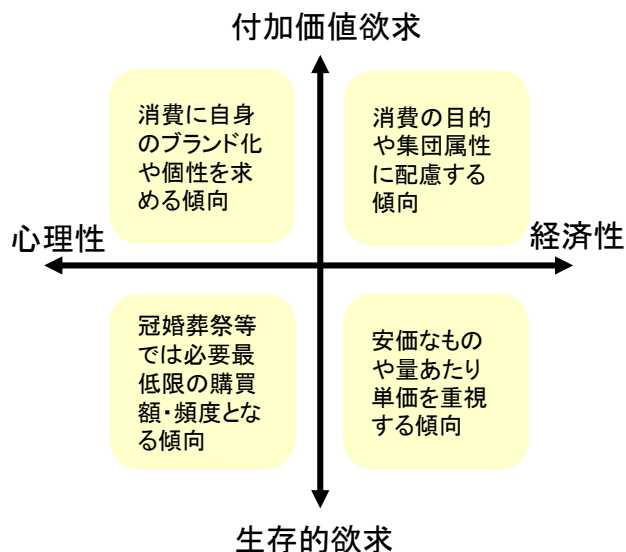 付加価値欲求
消費に自身
のブランド化
や個性を求
める傾向
消費の目的
や集団属性
に配慮する
傾向
心理性
経済性
冠婚葬祭等
では必要最
低限の購買
額・頻度とな
る傾向
安価なもの
や量あたり
単価を重視
する傾向
生存的欲求